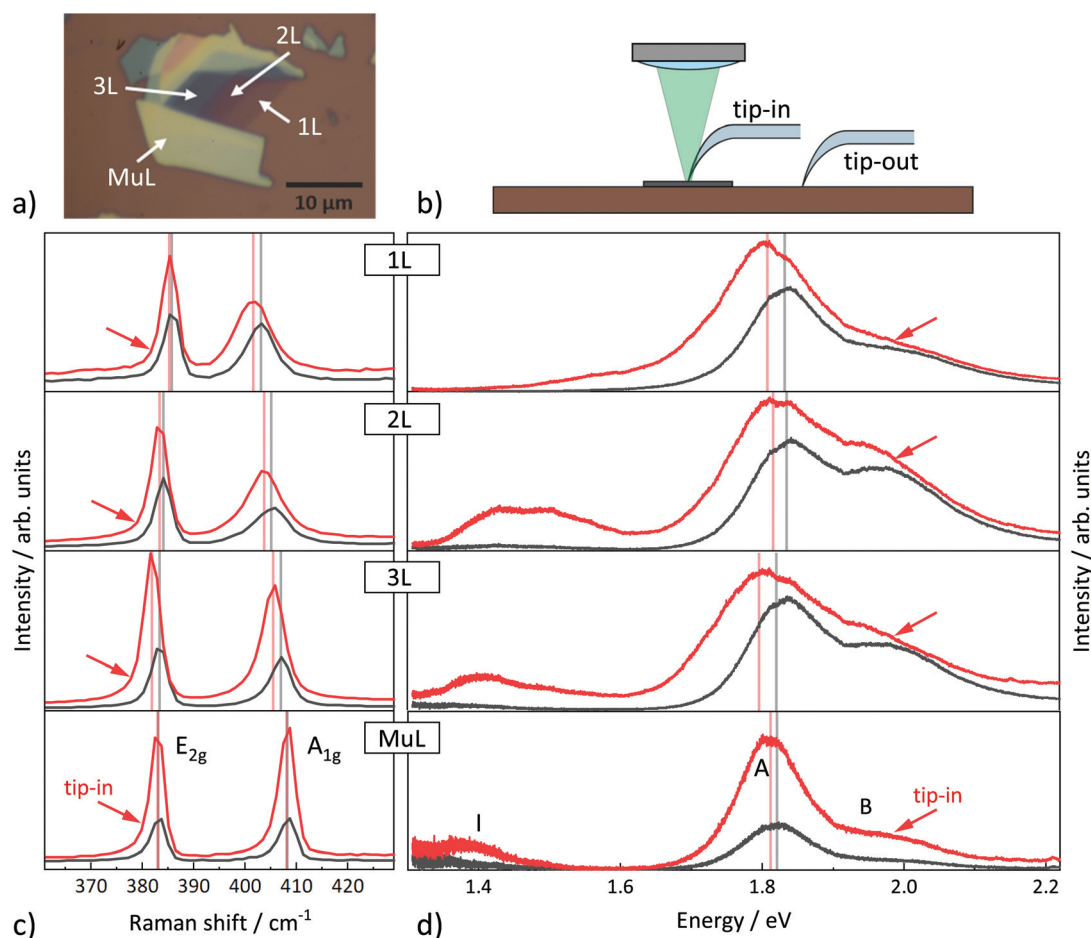 2L
3L
1L
MuL
10 µm
a)
tip-in
tip-out
b)
1L
2L
3L
MuL
Intensity / arb. units
E2g
A1g
tip-in
370 380 390 400 410 420
Raman shift / cm-1
c)
I
A
B
tip-in
1.4 1.6 1.8 2.0 2.2
Energy / eV
d)
Intensity / arb. units